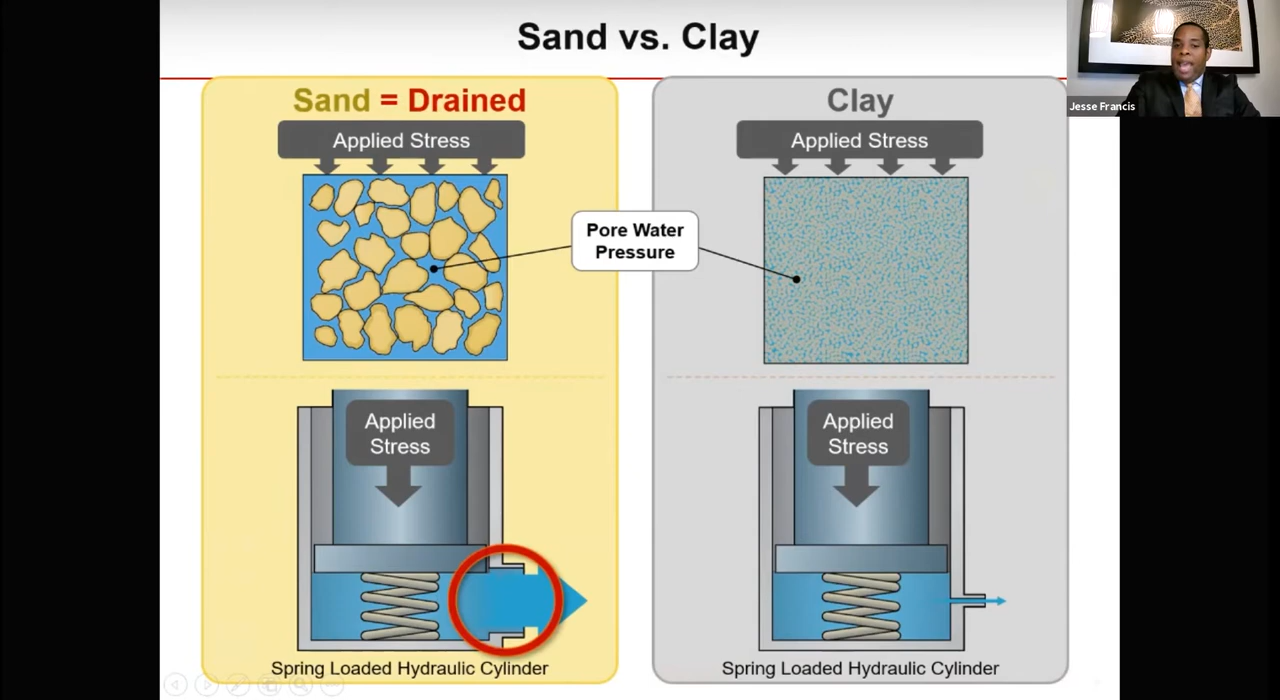 Sand vs. Clay
Jesse Francis
Sand = Drained
Applied Stress
Clay
Applied Stress
Pore Water
Pressure
Applied
Stress
Spring Loaded Hydraulic Cylinder
Applied
Stress
Spring Loaded Hydraulic Cylinder